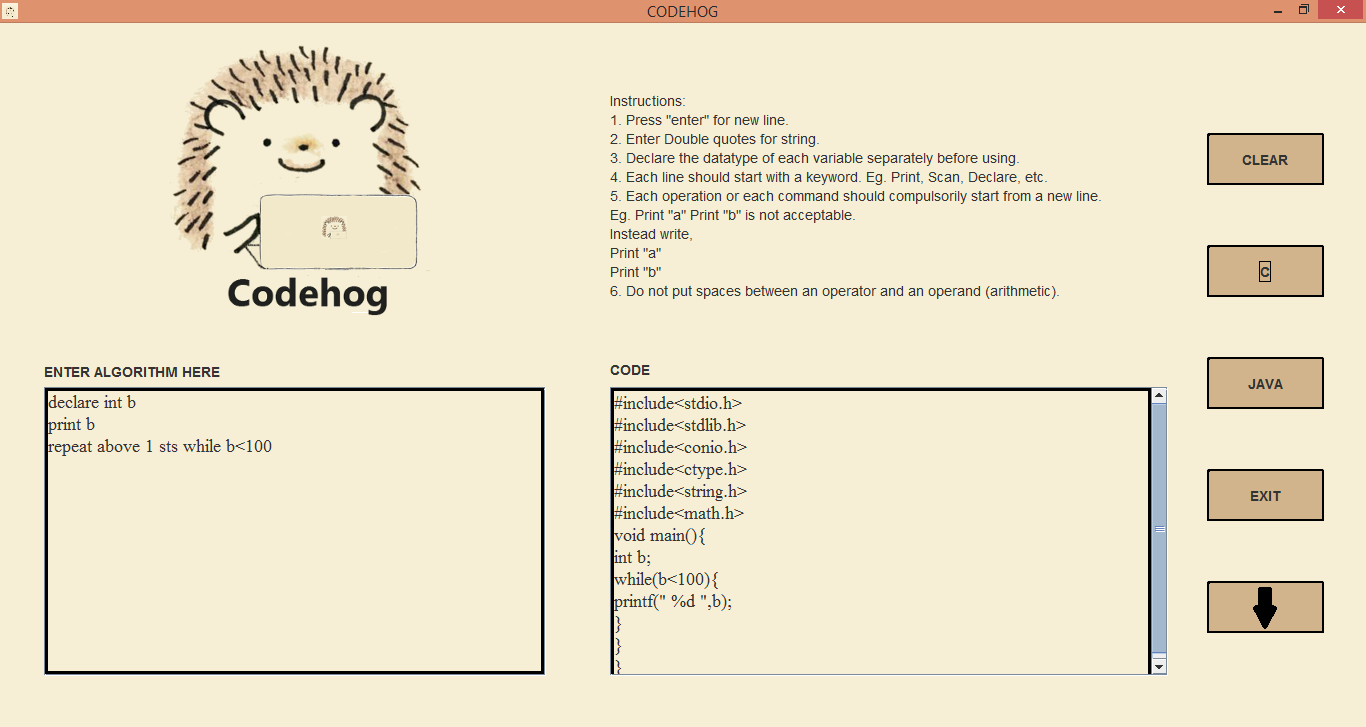 CODEHOG
Codehog
Instructions:
1. Press "enter" for new line.
2. Enter Double quotes for string.
3. Declare the datatype of each variable separately before using.
4. Each line should start with a keyword. Eg. Print, Scan, Declare, etc.
5. Each operation or each command should compulsorily start from a new line.
Eg. Print "a" Print "b" is not acceptable.
Instead write,
Print "a"
Print "b"
6. Do not put spaces between an operator and an operand (arithmetic).
ENTER ALGORITHM HERE
declare int b
print b
repeat above 1 sts while b<100
CODE
#include<stdio.h>
#include<stdlib.h>
#include<conio.h>
#include<ctype.h>
#include<string.h>
#include<math.h>
void main(){
int b;
while(b<100){
printf(" %d ",b);
}
}
}
CLEAR
C
JAVA
EXIT